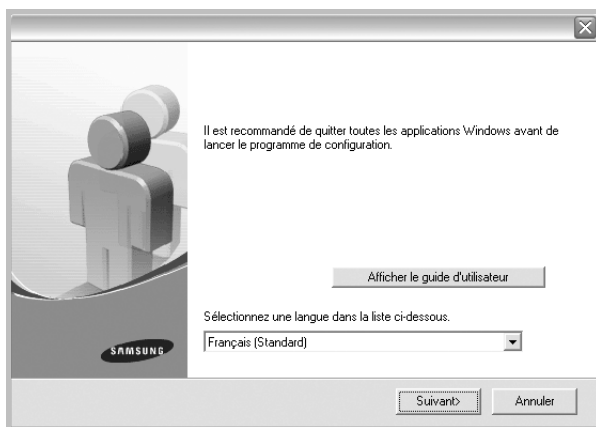 Il est recommandé de quitter toutes les applications Windows avant de
lancer le programme de configuration.
Afficher le guide d'utilisateur
Sélectionnez une langue dans la liste ci-dessous.
Français (Standard)
SAMSUNG
Suivant>
Annuler